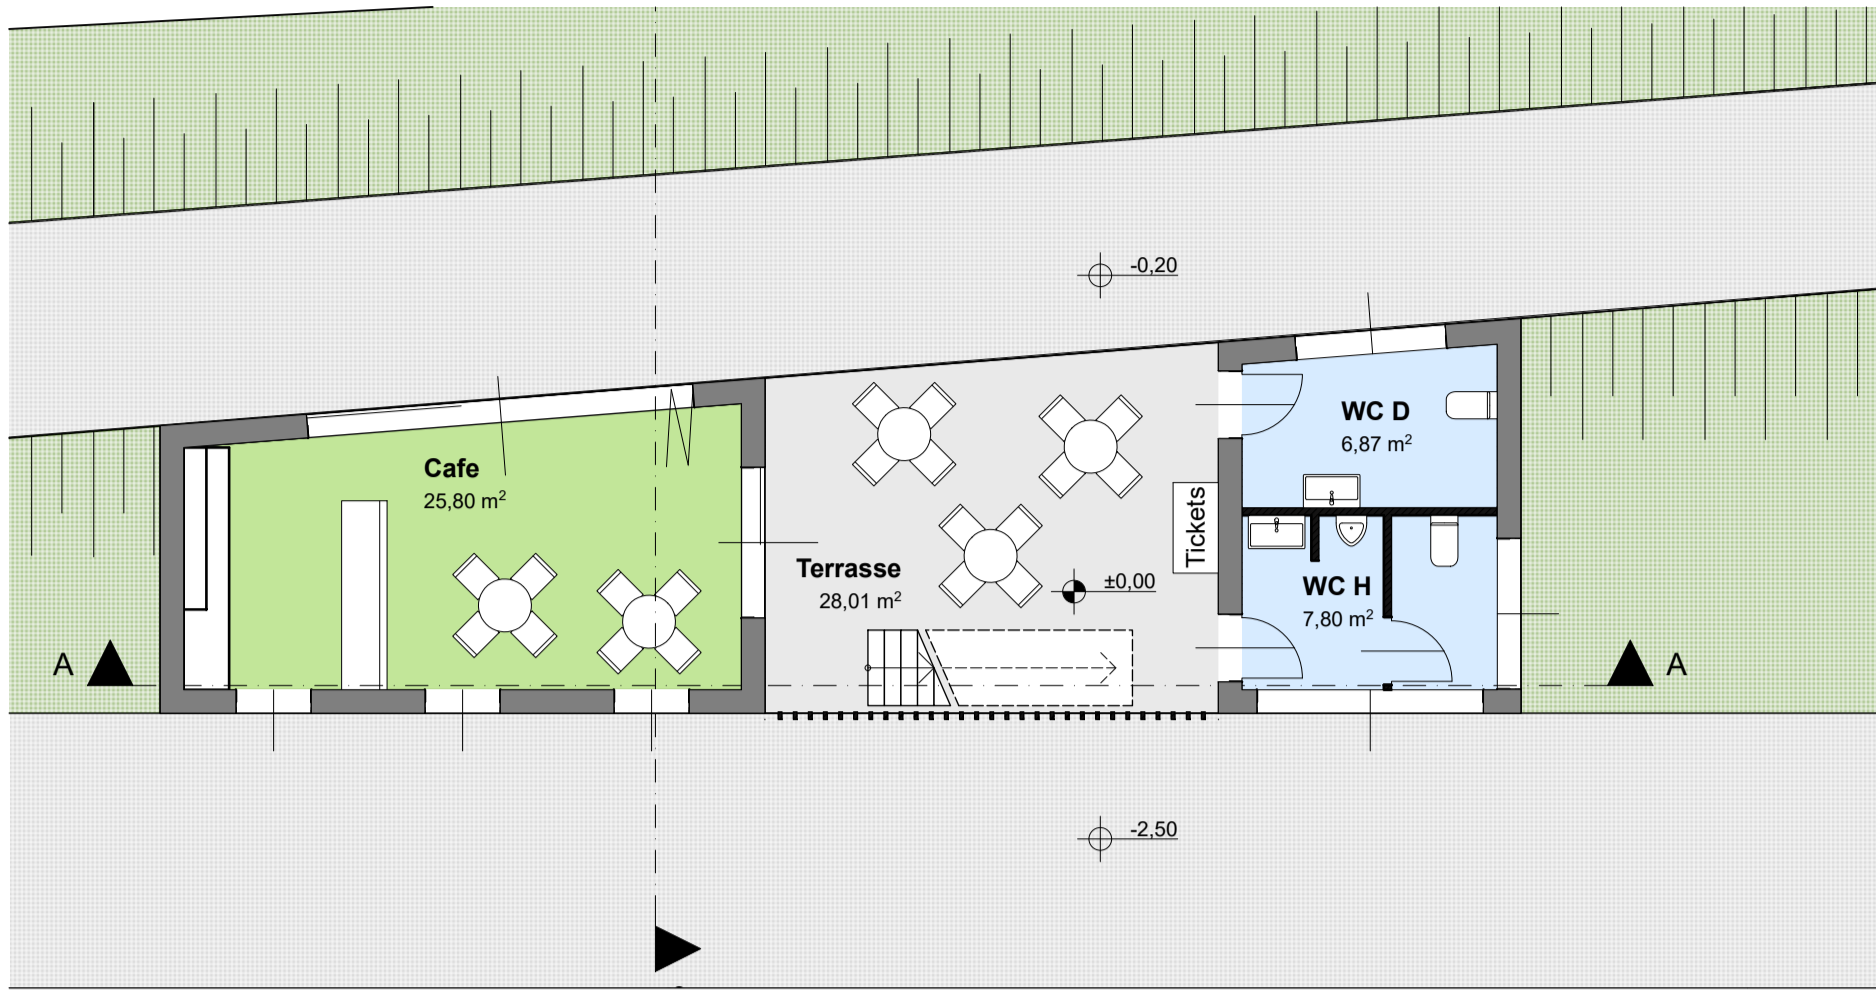 -0,20
WC D
6,87 m²
Cafe
25,80 m²
Tickets
Terrasse
28,01 m²
±0,00
WC H
7,80 m²
A
A
-2,50